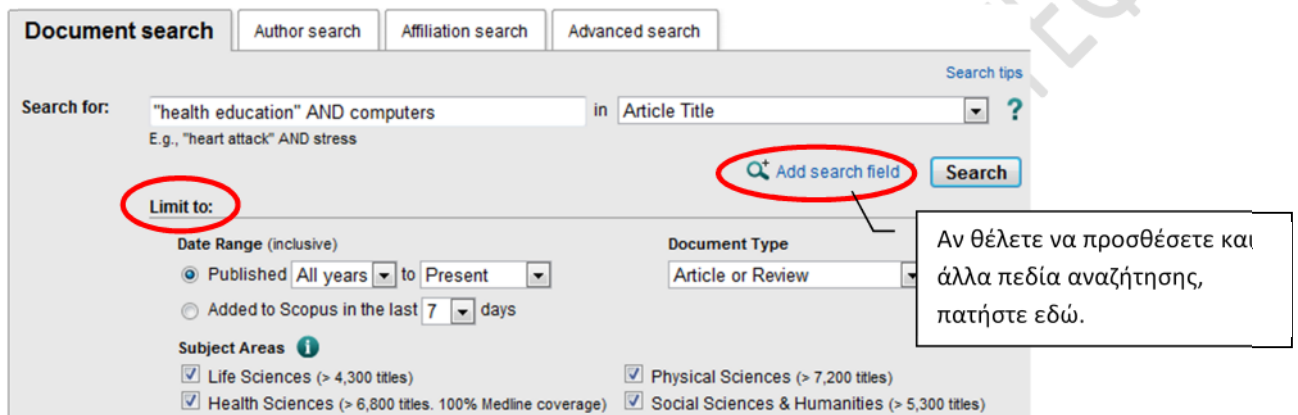 Document search Author search Affiliation search Advanced search
Search tips
Search for: "health education" AND computers in Article Title ?
E.g., "heart attack" AND stress
Add search field Search
Limit to:
Date Range (inclusive) Document Type
Published All years to Present Article or Review
Added to Scopus in the last 7 days
Αν θέλετε να προσθέσετε και
άλλα πεδία αναζήτησης,
πατήστε εδώ.
Subject Areas i
Life Sciences (> 4,300 titles) Physical Sciences (> 7,200 titles)
Health Sciences (> 6,800 titles. 100% Medline coverage) Social Sciences & Humanities (> 5,300 titles)